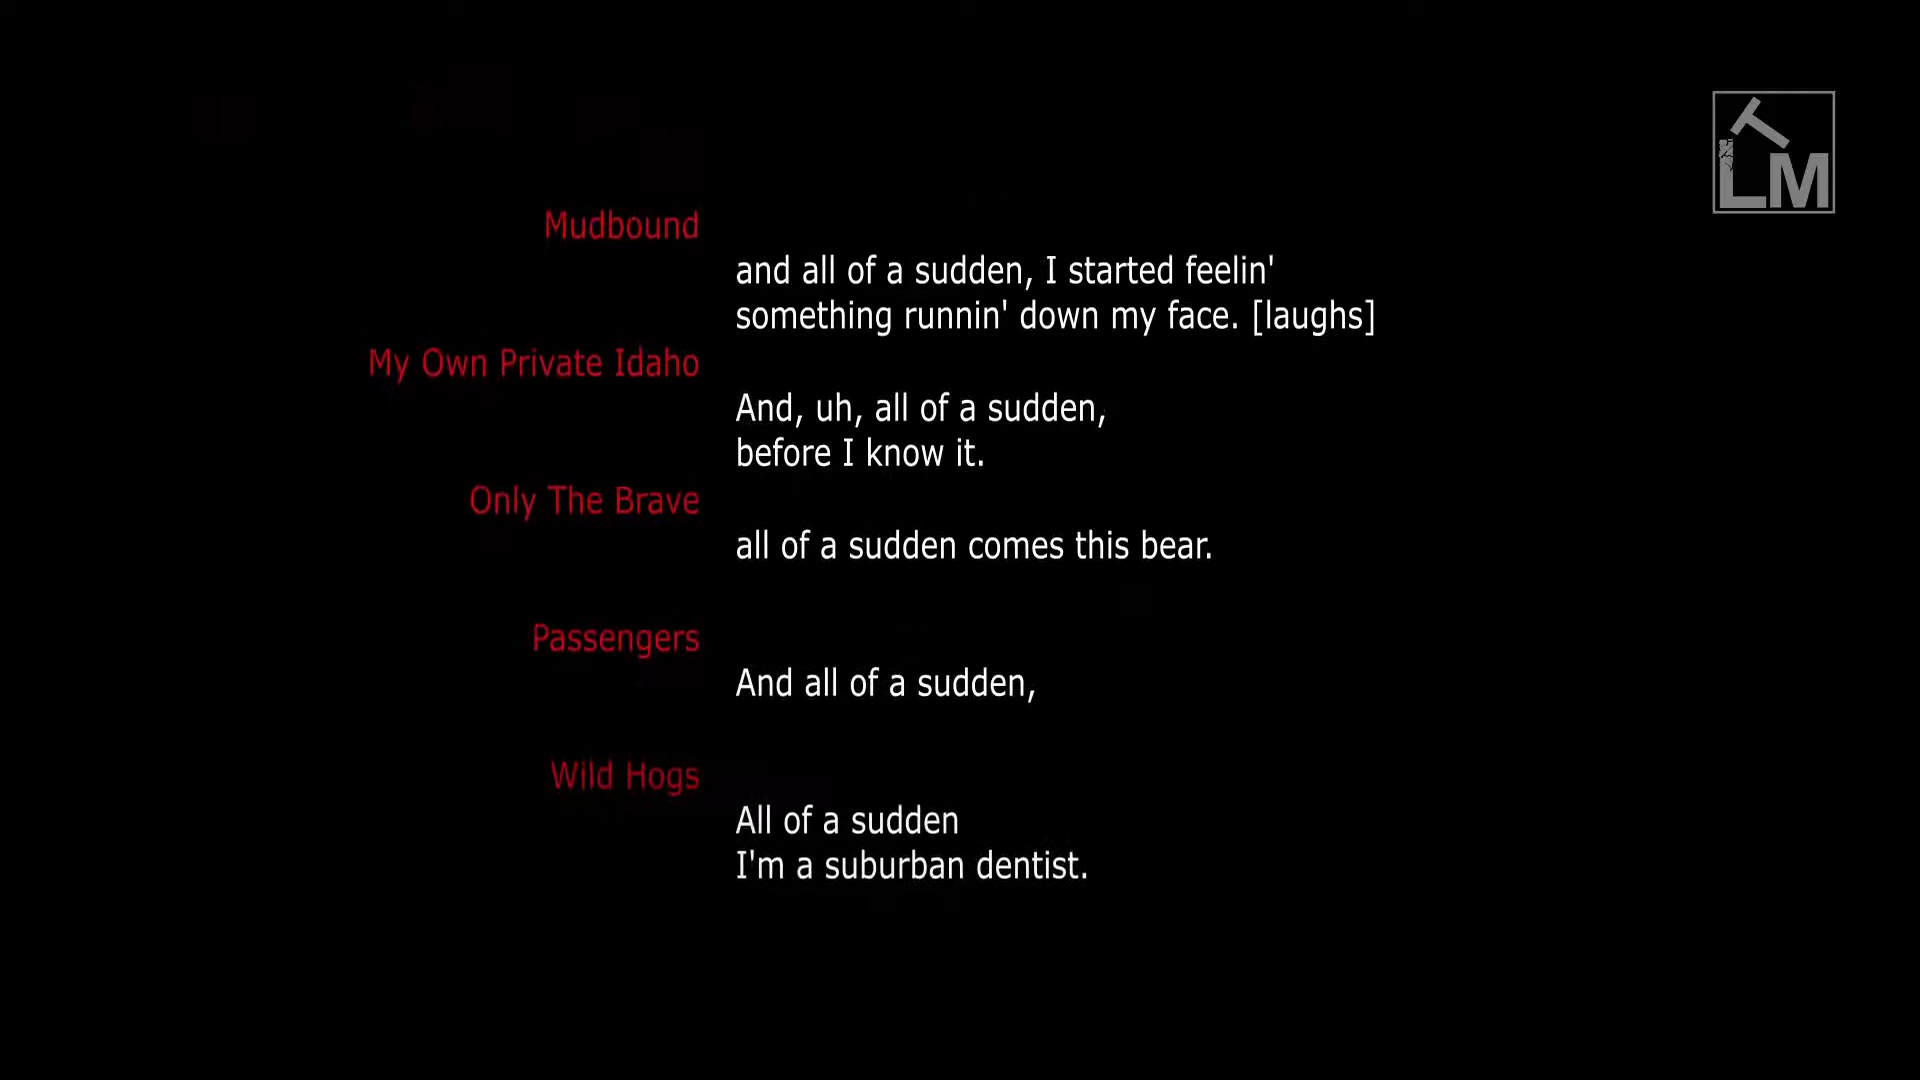 Mudbound
and all of a sudden, I started feelin'
something runnin' down my face. [laughs]
My Own Private Idaho
And, uh, all of a sudden,
before I know it.
Only The Brave
all of a sudden comes this bear.
Passengers
And all of a sudden,
Wild Hogs
All of a sudden
I'm a suburban dentist.
TLM